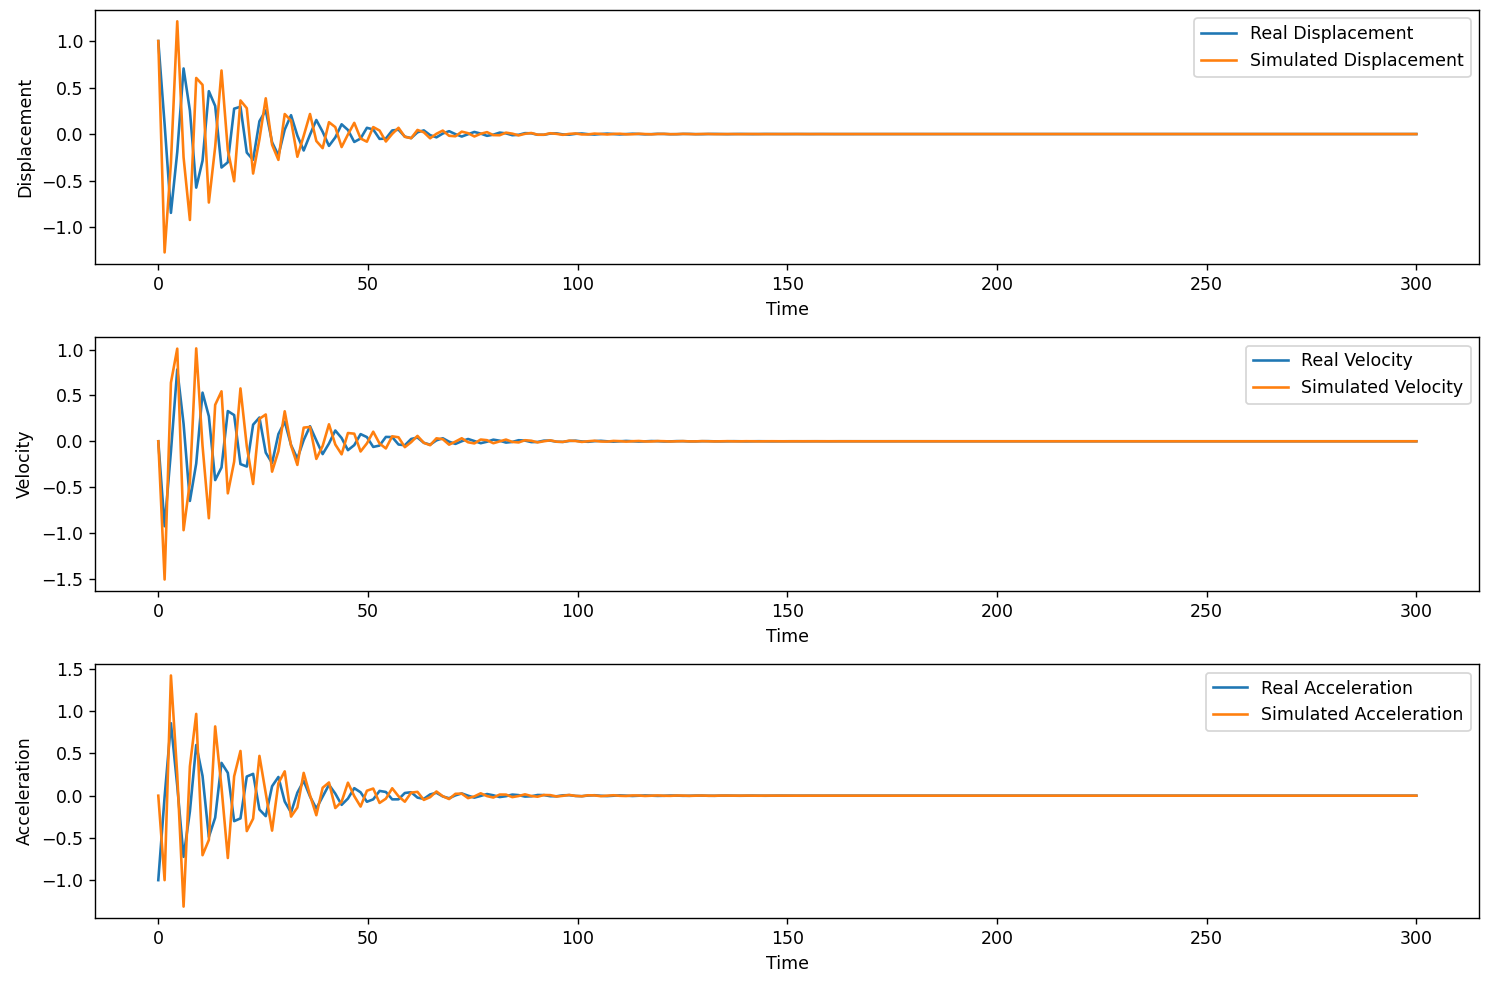 1.0
0.5
0.0
−0.5
−1.0
Displacement
Real Displacement
Simulated Displacement
0 50 100 150 200 250 300
Time
1.0
0.5
0.0
−0.5
−1.0
−1.5
Velocity
Real Velocity
Simulated Velocity
0 50 100 150 200 250 300
Time
1.5
1.0
0.5
0.0
−0.5
−1.0
Acceleration
Real Acceleration
Simulated Acceleration
0 50 100 150 200 250 300
Time